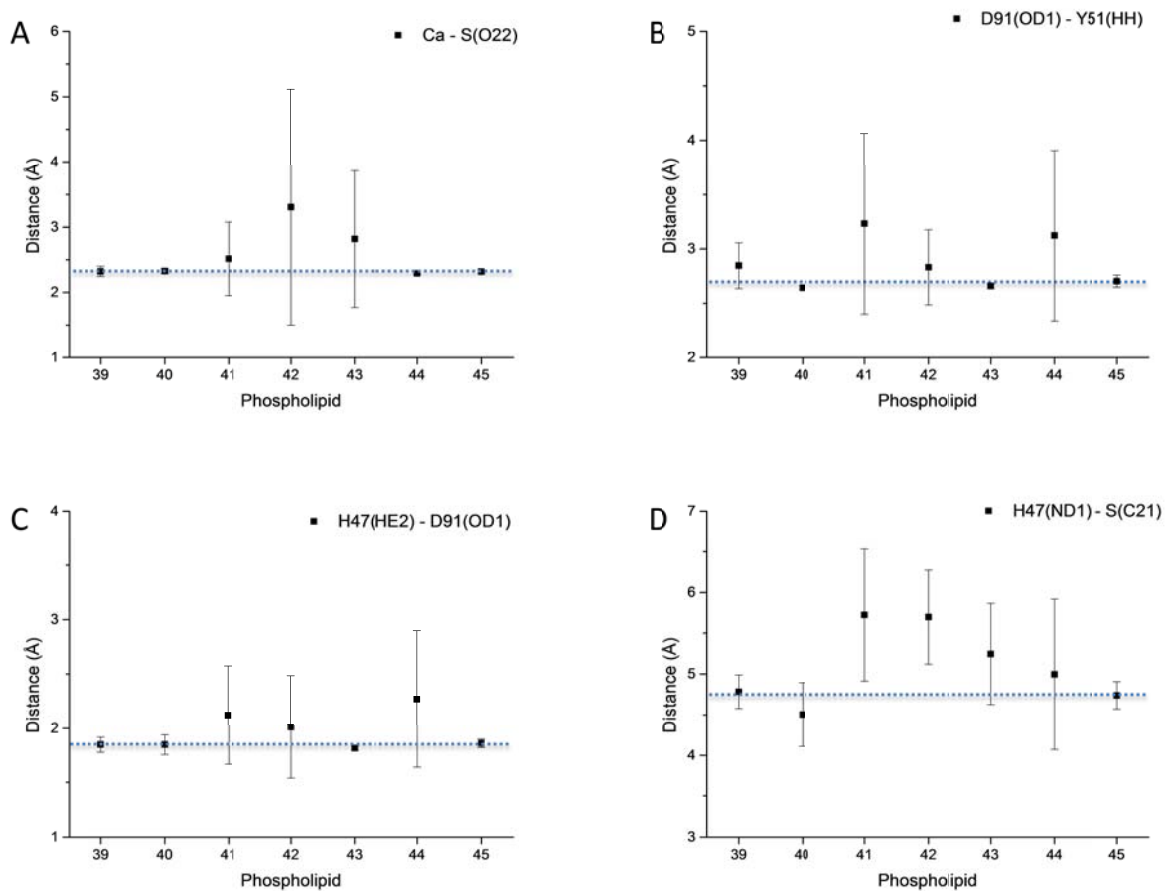 A
Ca - S(O22)
Distance (Å)
6
5
4
3
2
1
39 40 41 42 43 44 45
Phospholipid
B
D91(OD1) - Y51(HH)
Distance (Å)
5
4
3
2
39 40 41 42 43 44 45
Phospholipid
C
H47(HE2) - D91(OD1)
Distance (Å)
4
3
2
1
39 40 41 42 43 44 45
Phospholipid
D
H47(ND1) - S(C21)
Distance (Å)
7
6
5
4
3
39 40 41 42 43 44 45
Phospholipid